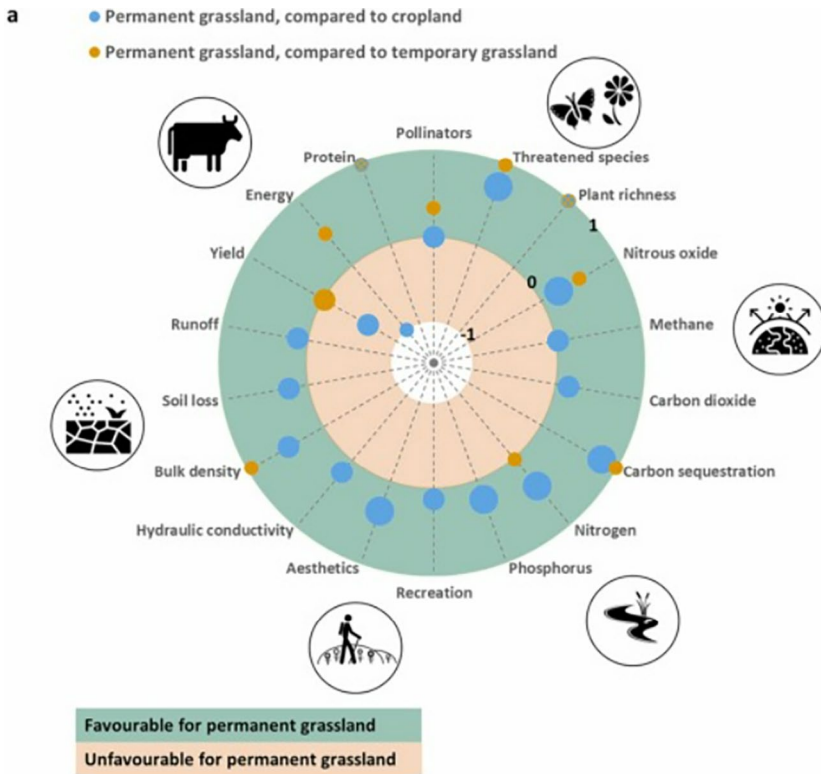 a
Permanent grassland, compared to cropland
Permanent grassland, compared to temporary grassland
Pollinators
Threatened species
Protein
Plant richness
Energy
1
Nitrous oxide
Yield
0
Runoff
Methane
-1
Soil loss
Carbon dioxide
Bulk density
Carbon sequestration
Hydraulic conductivity
Nitrogen
Aesthetics
Phosphorus
Recreation
Favourable for permanent grassland
Unfavourable for permanent grassland